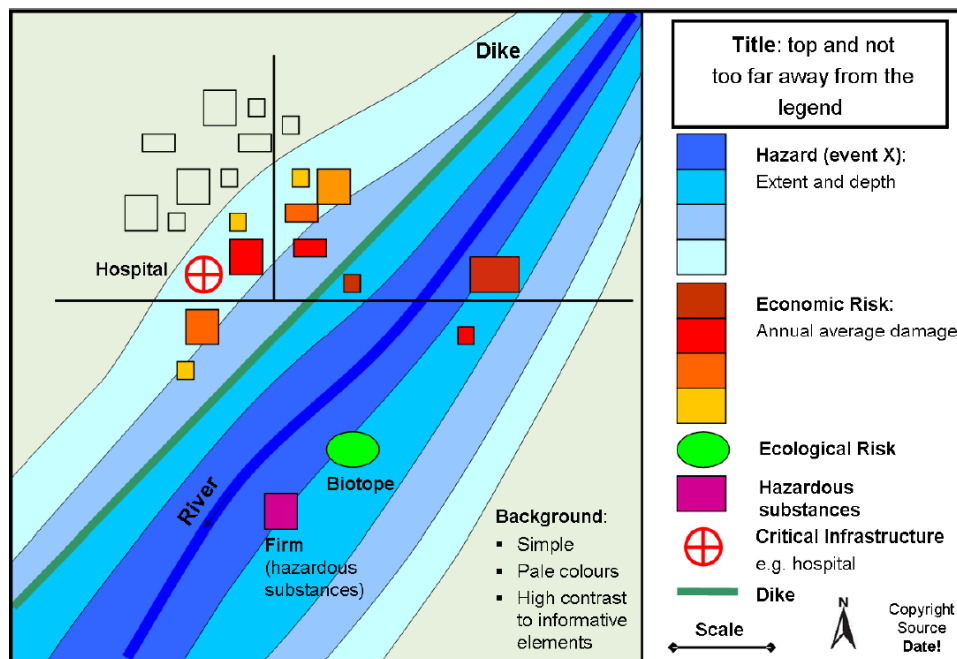 Dike
Hospital
River
Biotope
Firm
(hazardous
substances)
Background:
▪ Simple
▪ Pale colours
▪ High contrast
to informative
elements
Title: top and not
too far away from the
legend
Hazard (event X):
Extent and depth
Economic Risk:
Annual average damage
Ecological Risk
Hazardous
substances
Critical Infrastructure
e.g. hospital
Dike
Scale
N
Copyright
Source
Date!